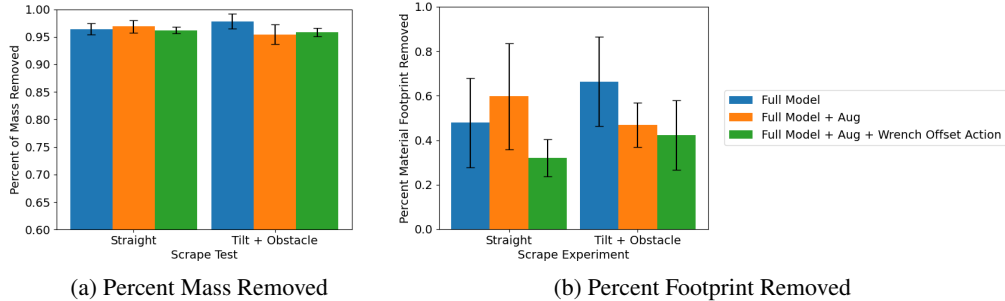 1.00
0.95
0.90
0.85
0.80
0.75
0.70
0.65
0.60
Percent of Mass Removed
Straight
Tilt + Obstacle
Scrape Test
(a) Percent Mass Removed
1.0
0.8
0.6
0.4
0.2
0.0
Percent Material Footprint Removed
Straight
Tilt + Obstacle
Scrape Experiment
(b) Percent Footprint Removed
Full Model
Full Model + Aug
Full Model + Aug + Wrench Offset Action